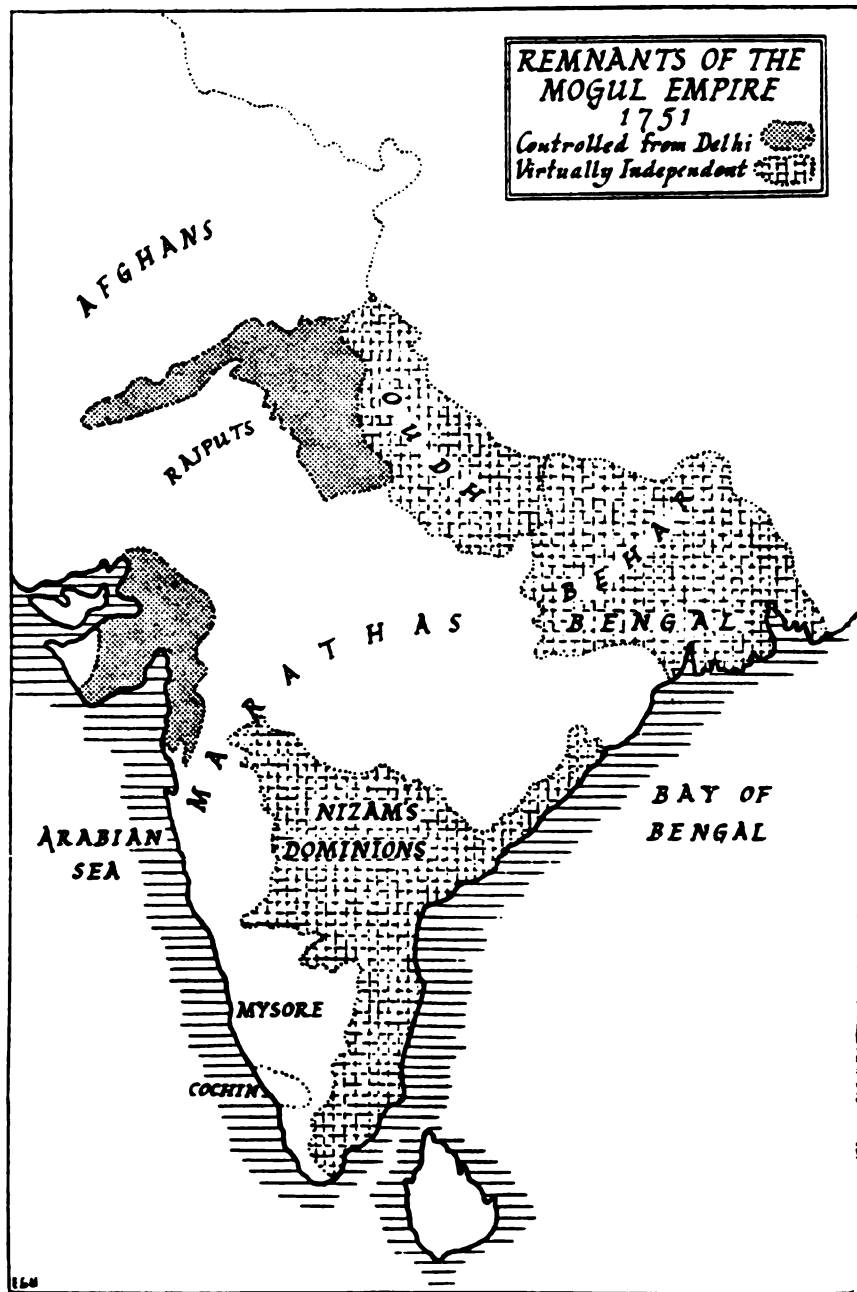 REMNANTS OF THE
MOGUL EMPIRE
1751
Controlled from Delhi
Virtually Independent
AFGHANS
RAJPUTS
OUDH
BEHAR
BENGAL
MARATHAS
NIZAM'S
DOMINIONS
BAY OF
BENGAL
ARABIAN
SEA
MYSORE
COCHIN